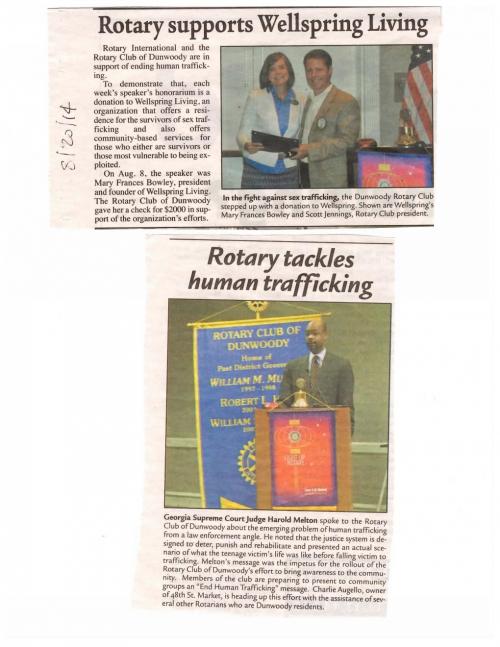 Rotary supports Wellspring Living
Rotary International and the
Rotary Club of Dunwoody are in
support of ending human traffick-
ing.
To demonstrate that, each
week's speaker's honorarium is a
donation to Wellspring Living, an
organization that offers a resi-
dence for the survivors of sex traf-
ficking and also offers
community-based services for
those who either are survivors or
those most vulnerable to being ex-
ploited.
On Aug. 8, the speaker was
Mary Frances Bowley, president
and founder of Wellspring Living.
The Rotary Club of Dunwoody
gave her a check for $2000 in sup-
port of the organization's efforts.
8/20/14
In the fight against sex trafficking, the Dunwoody Rotary Club
stepped up with a donation to Wellspring. Shown are Wellspring's
Mary Frances Bowley and Scott Jennings, Rotary Club president.
Rotary tackles
human trafficking
ROTARY CLUB OF
DUNWOODY
Home of
Past District Gover
WILLIAM M. MU
1997 - 1998
ROBERT L.
200
WILLIAM
200
LIGHT UP
ROTARY
Georgia Supreme Court Judge Harold Melton spoke to the Rotary
Club of Dunwoody about the emerging problem of human trafficking
from a law enforcement angle. He noted that the justice system is de-
signed to deter, punish and rehabilitate and presented an actual sce-
nario of what the teenage victim's life was like before falling victim to
trafficking. Melton's message was the impetus for the rollout of the
Rotary Club of Dunwoody's effort to bring awareness to the commu-
nity. Members of the club are preparing to present to community
groups an "End Human Trafficking" message. Charlie Augello, owner
of 48th St. Market, is heading up this effort with the assistance of sev-
eral other Rotarians who are Dunwoody residents.